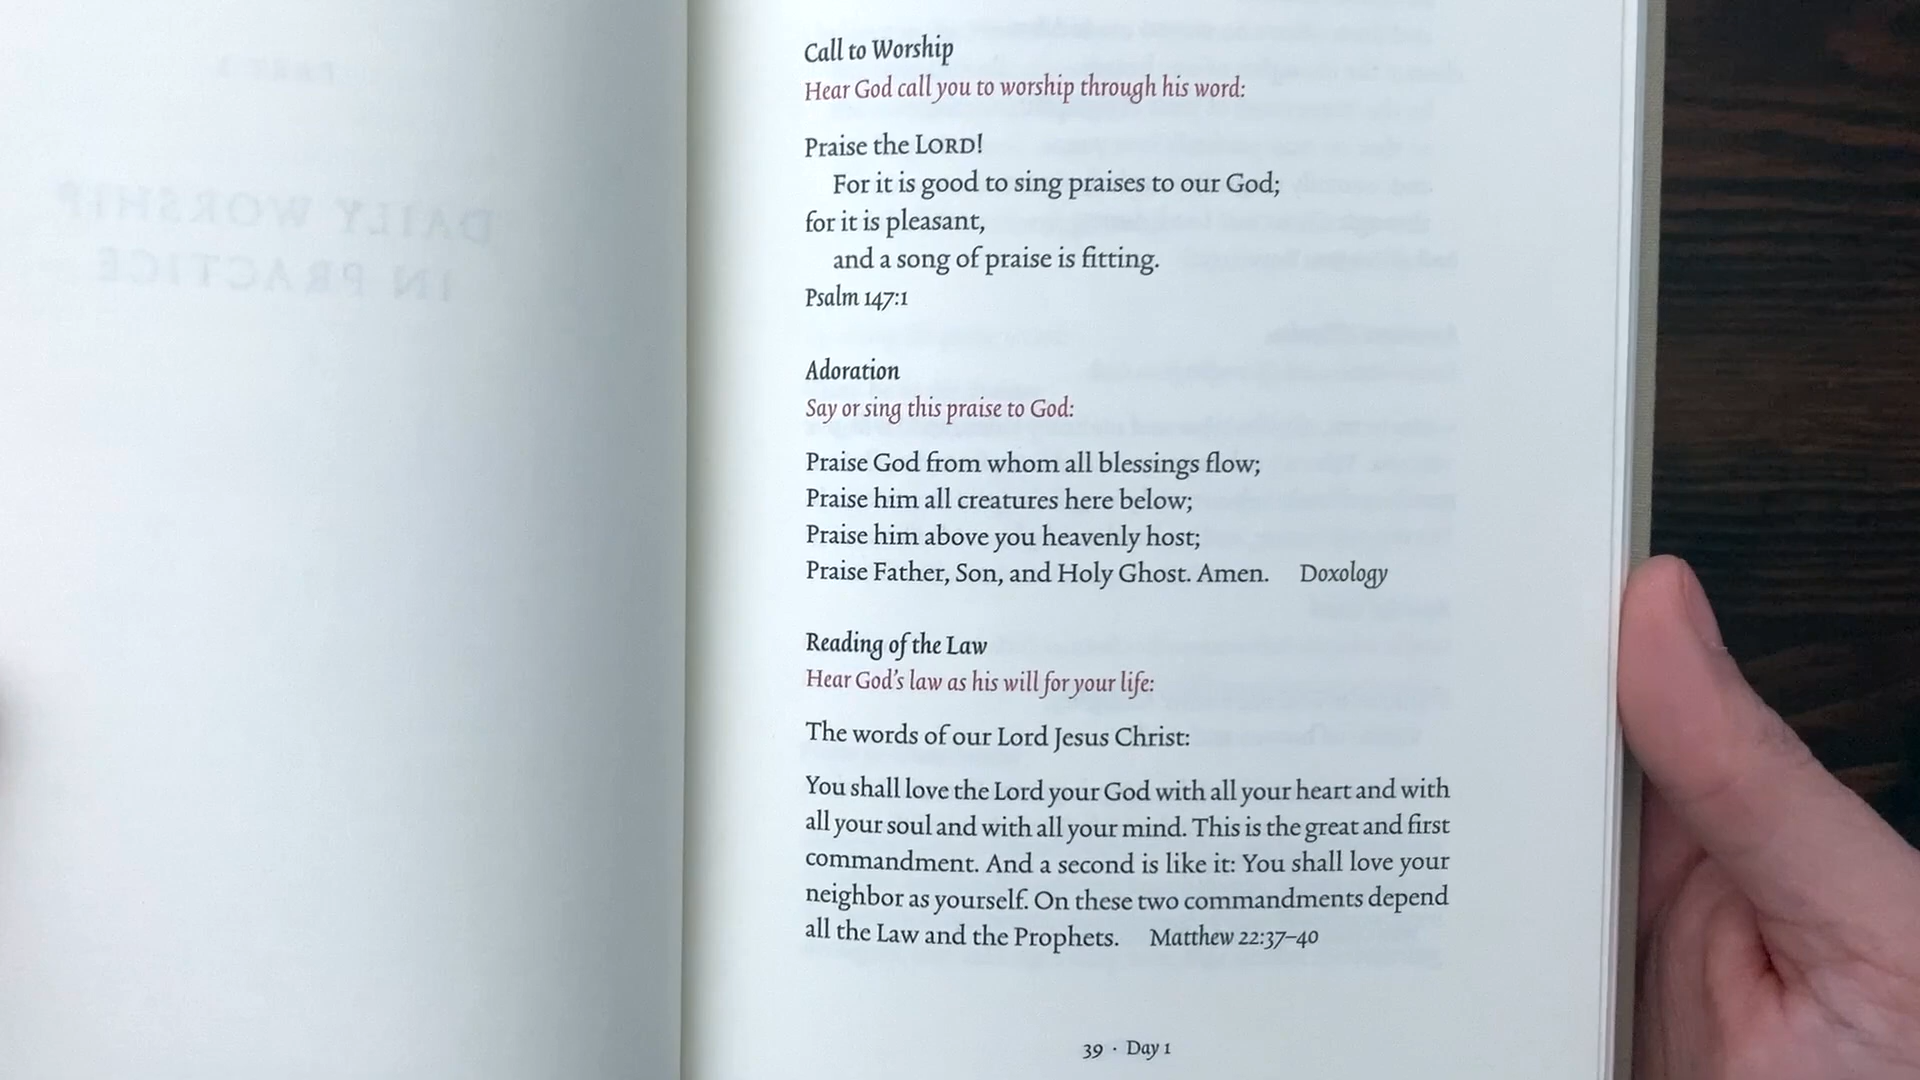 Call to Worship
Hear God call you to worship through his word:
Praise the LORD!
For it is good to sing praises to our God;
for it is pleasant,
and a song of praise is fitting.
Psalm 147:1
Adoration
Say or sing this praise to God:
Praise God from whom all blessings flow;
Praise him all creatures here below;
Praise him above you heavenly host;
Praise Father, Son, and Holy Ghost. Amen. Doxology
Reading of the Law
Hear God's law as his will for your life:
The words of our Lord Jesus Christ:
You shall love the Lord your God with all your heart and with
all your soul and with all your mind. This is the great and first
commandment. And a second is like it: You shall love your
neighbor as yourself. On these two commandments depend
all the Law and the Prophets. Matthew 22:37–40
39 · Day 1